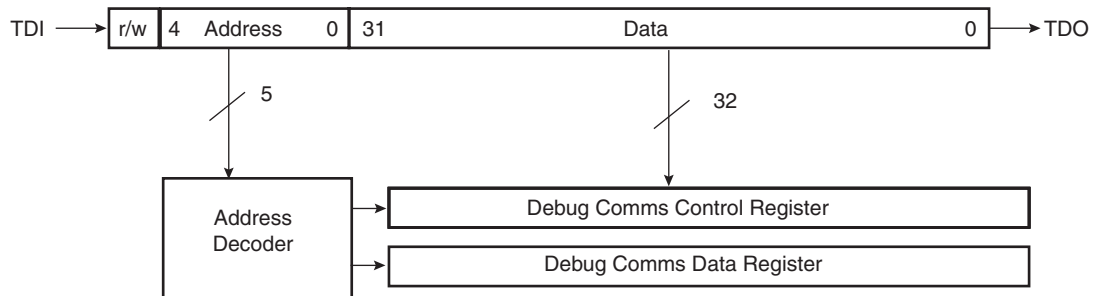 TDI r/w 4 Address 0 31 Data 0 TDO
5
32
Address
Decoder
Debug Comms Control Register
Debug Comms Data Register